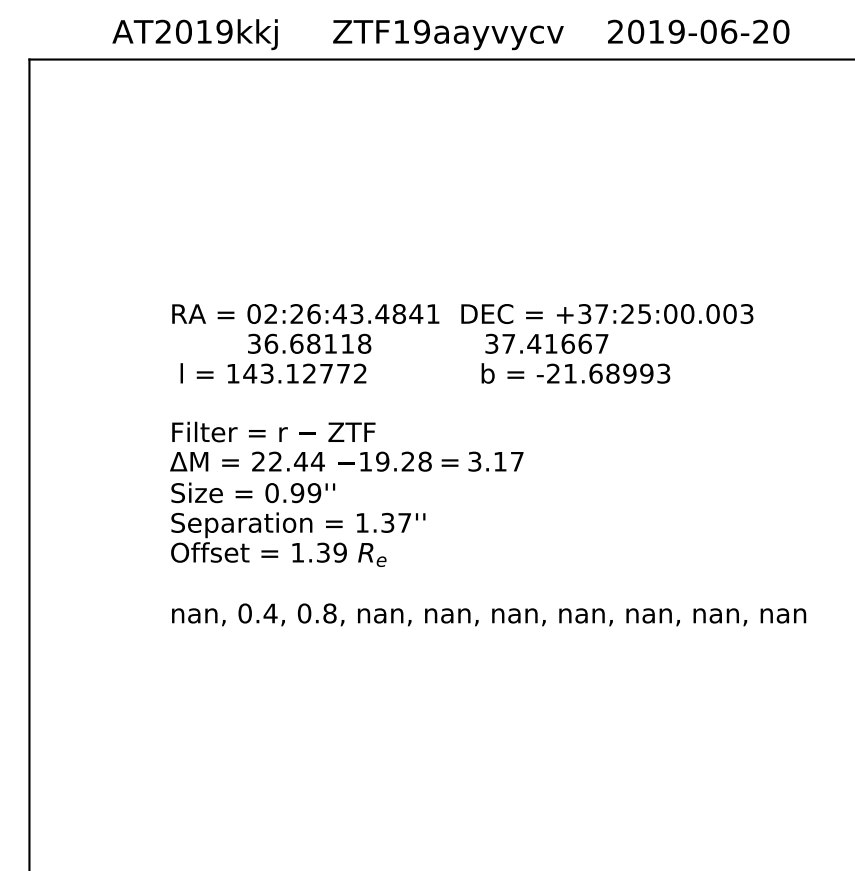 AT2019kkj ZTF19aayvycv 2019-06-20
RA = 02:26:43.4841 DEC = +37:25:00.003
36.68118 37.41667
l = 143.12772 b = -21.68993
Filter = r − ZTF
ΔM = 22.44 −19.28 = 3.17
Size = 0.99''
Separation = 1.37''
Offset = 1.39 Re
nan, 0.4, 0.8, nan, nan, nan, nan, nan, nan, nan